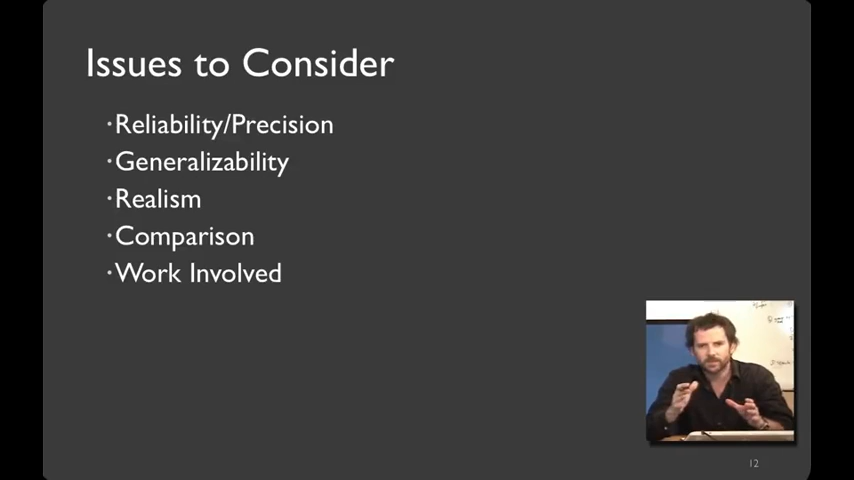 Issues to Consider
·Reliability/Precision
·Generalizability
·Realism
·Comparison
·Work Involved
12